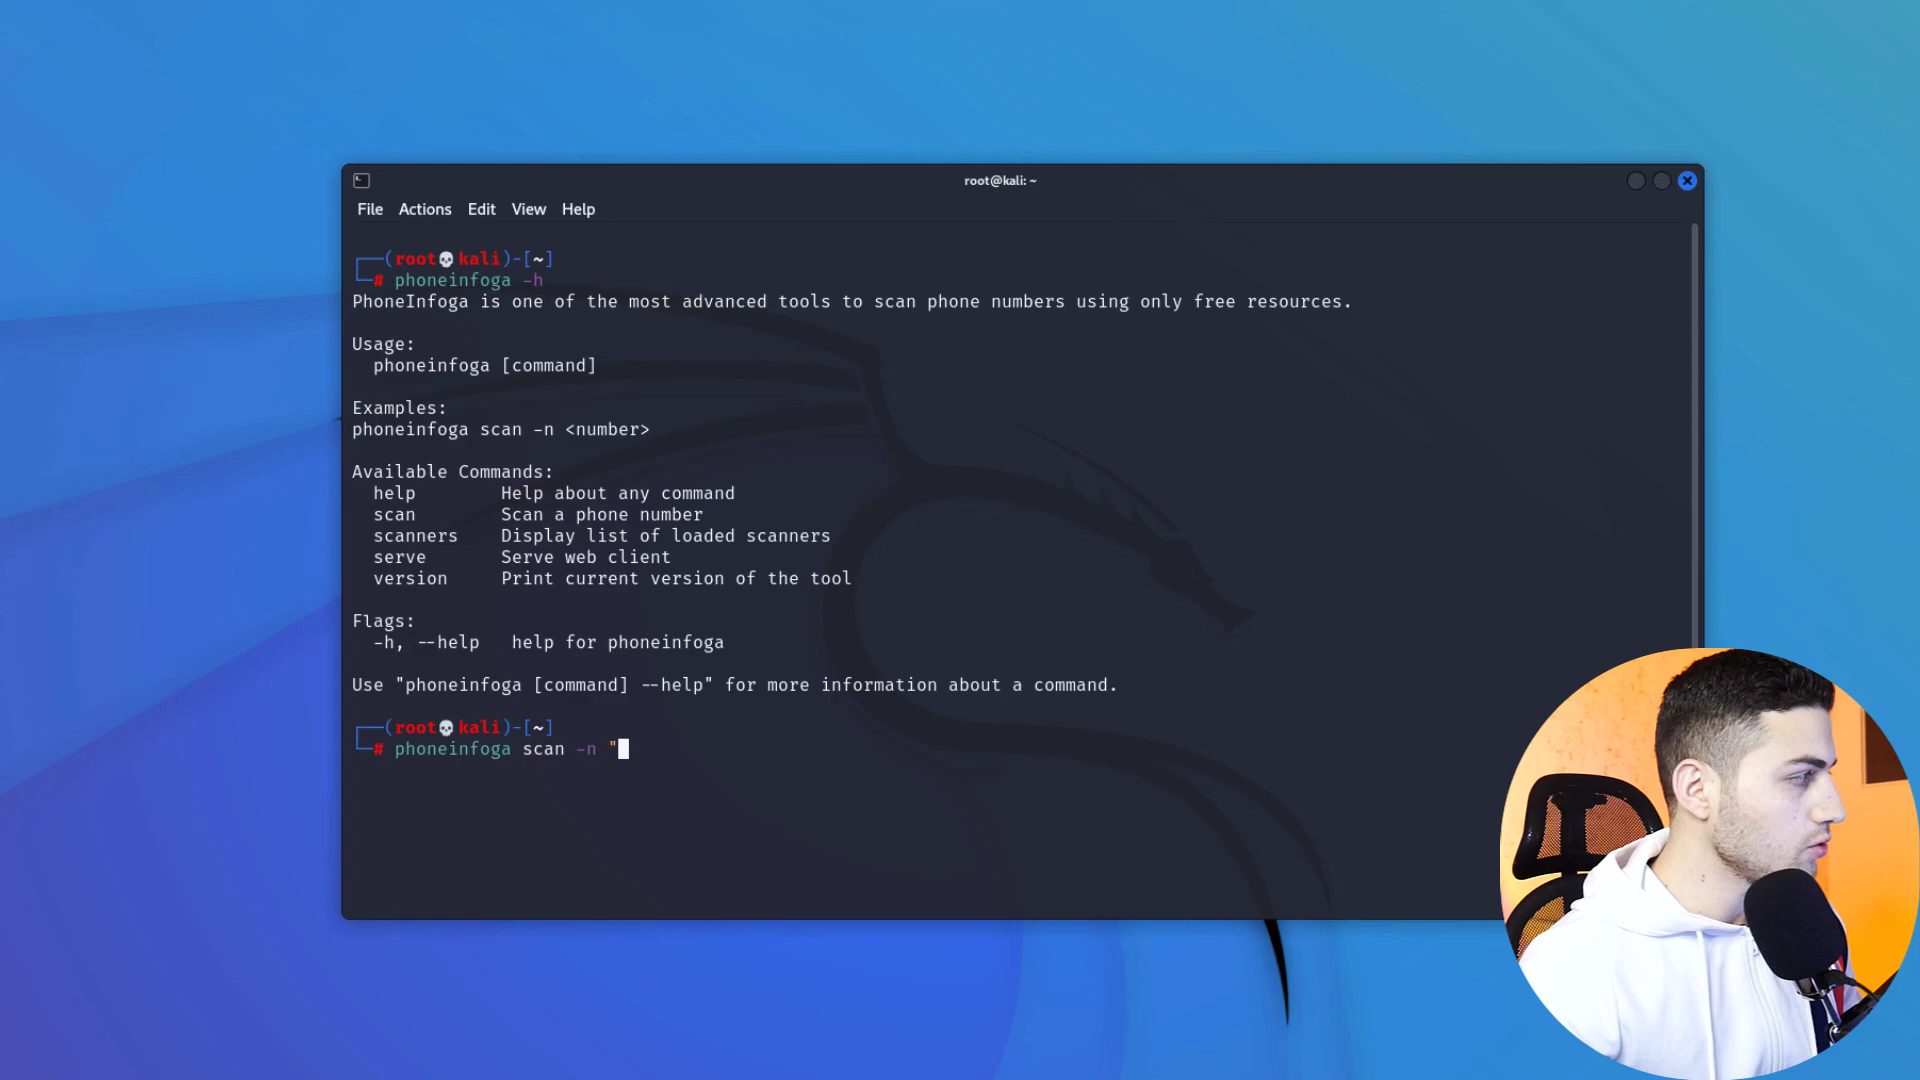 root@kali: ~
File Actions Edit View Help
┌──(root💀kali)-[~]
└─# phoneinfoga -h
PhoneInfoga is one of the most advanced tools to scan phone numbers using only free resources.
Usage:
phoneinfoga [command]
Examples:
phoneinfoga scan -n <number>
Available Commands:
help Help about any command
scan Scan a phone number
scanners Display list of loaded scanners
serve Serve web client
version Print current version of the tool
Flags:
-h, --help help for phoneinfoga
Use "phoneinfoga [command] --help" for more information about a command.
┌──(root💀kali)-[~]
└─# phoneinfoga scan -n "